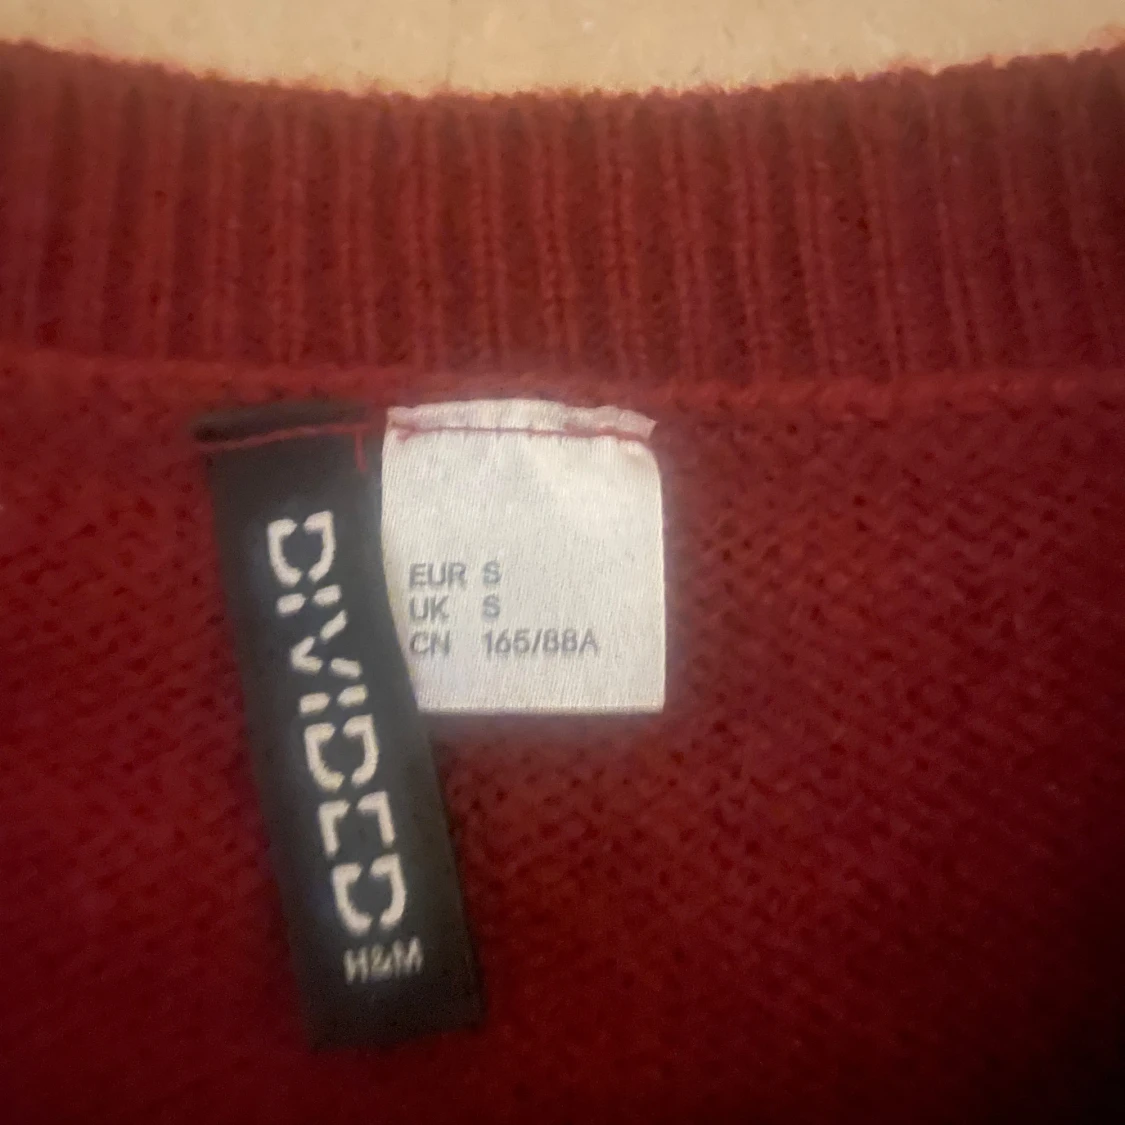 DIVIDED
H&M
EUR S
UK S
CN 165/88A